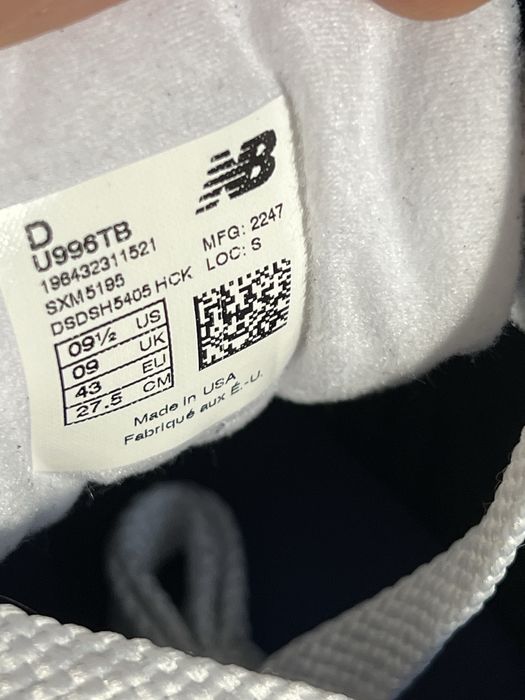 NB
D
U996TB
196432311521
SXM5195
DSDSH5405 HCK
MFG: 2247
LOC: S
09½ US
09 UK
43 EU
27.5 CM
Made in USA
Fabriqué aux É.-U.